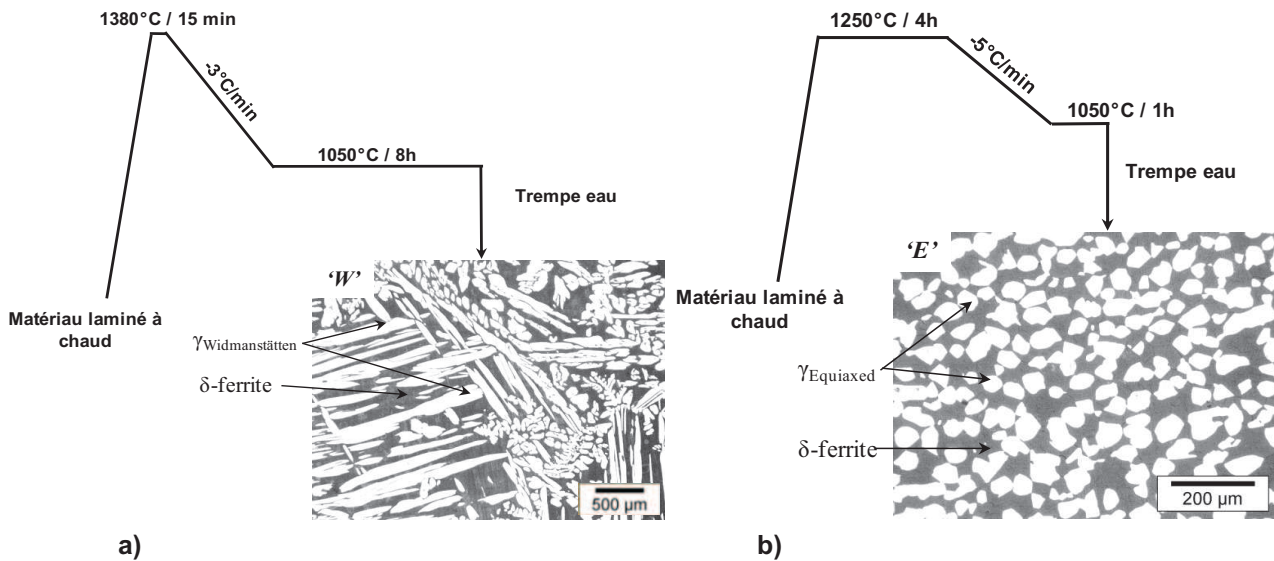 1380°C / 15 min
-3°C/min
1050°C / 8h
Trempe eau
'W'
Matériau laminé à
chaud
γWidmanstätten
δ-ferrite
500 µm
a)
1250°C / 4h
-5°C/min
1050°C / 1h
Trempe eau
'E'
Matériau laminé à
chaud
γEquiaxed
δ-ferrite
200 µm
b)